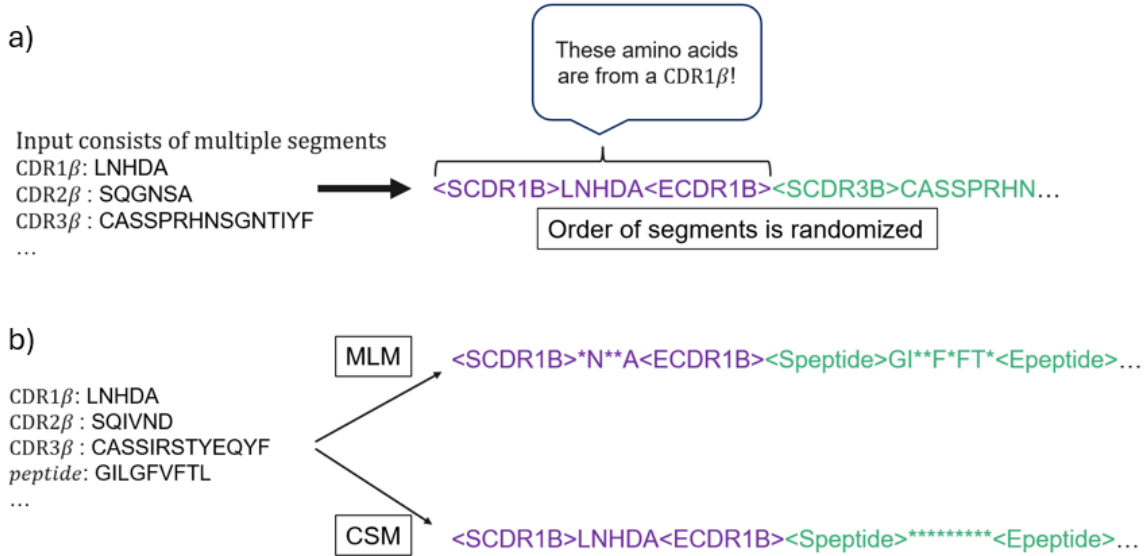 a)
These amino acids
are from a CDR1β!
Input consists of multiple segments
CDR1β: LNHDA
CDR2β : SQGNSA
CDR3β : CASSPRHNSGNTIYF
...
<SCDR1B>LNHDA<ECDR1B><SCDR3B>CASSPRHN...
Order of segments is randomized
b)
MLM
<SCDR1B>*N**A<ECDR1B><Speptide>GI**F*FT*<Epeptide>...
CDR1β: LNHDA
CDR2β : SQIVND
CDR3β : CASSIRSTYEQYF
peptide: GILGFVFTL
...
CSM
<SCDR1B>LNHDA<ECDR1B><Speptide>*********<Epeptide>...